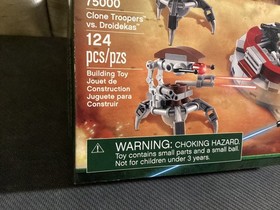 75000
Clone Troopers™
vs. Droidekas™
124
pcs/pzs
Building Toy
Jouet de
Construction
Juguete para
Construir
WARNING: CHOKING HAZARD.
Toy contains small parts and a small ball.
Not for children under 3 years.